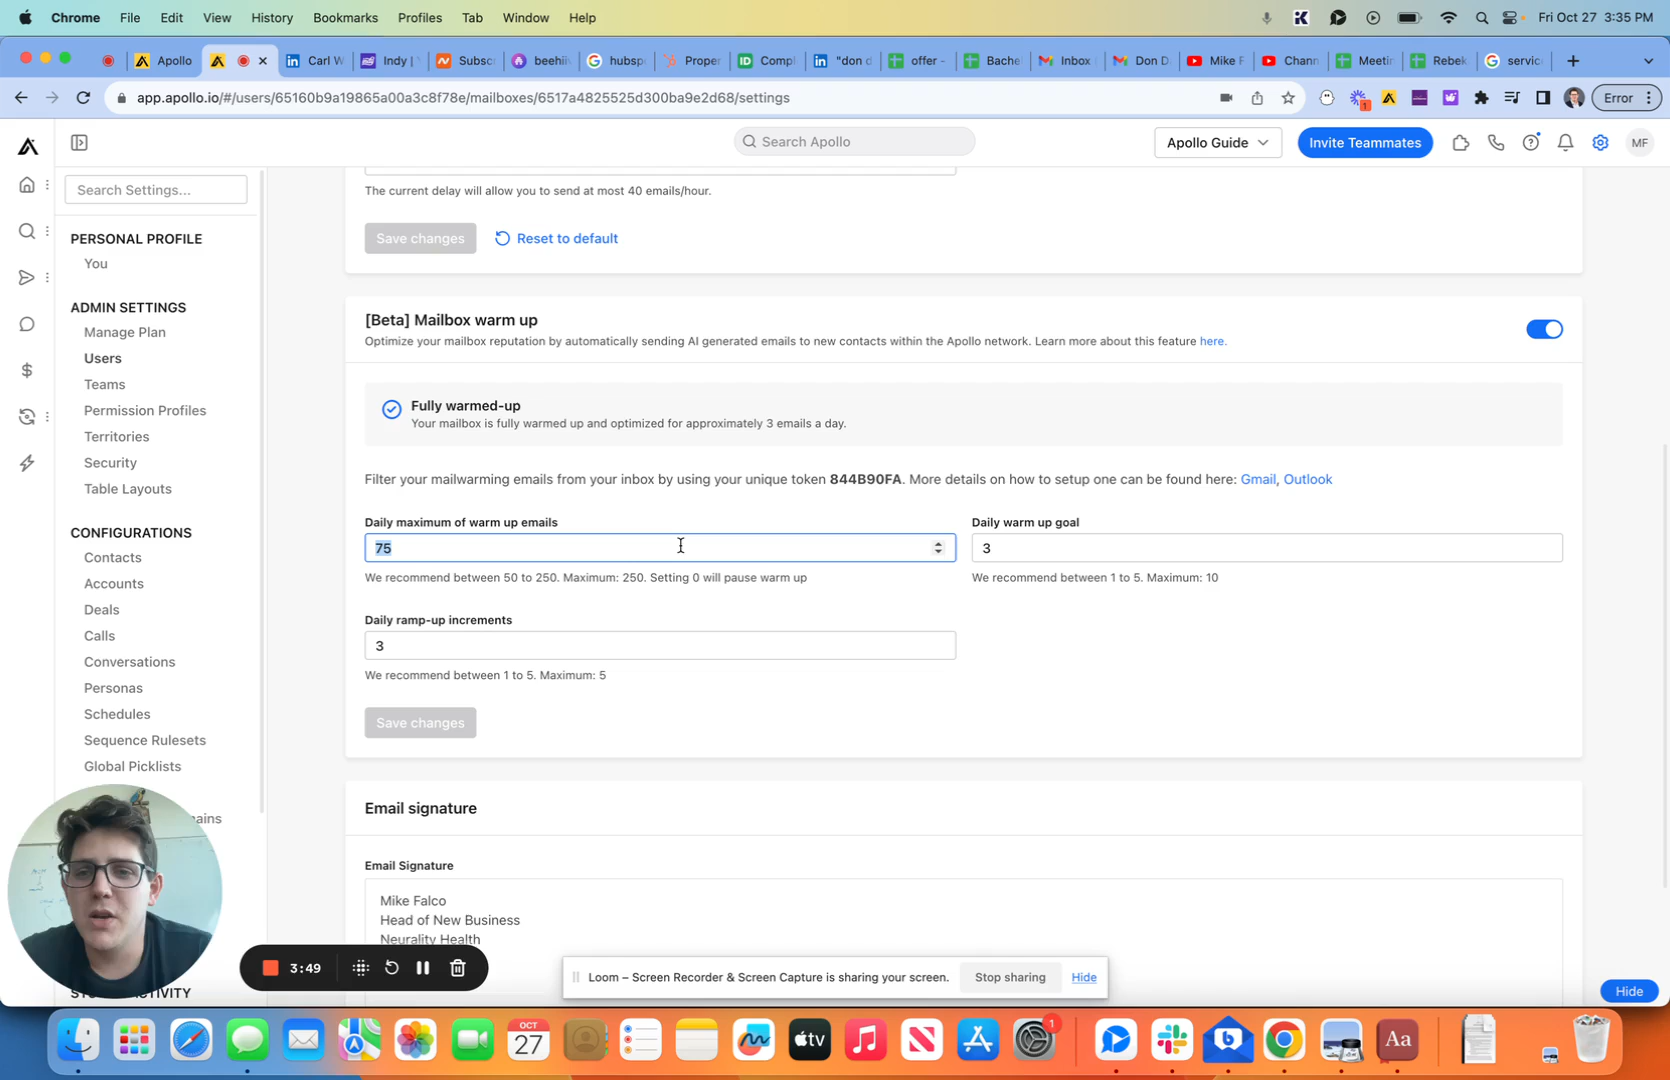 Chrome File Edit View History Bookmarks Profiles Tab Window Help Fri Oct 27 3:35 PM
Apollo Carl W Indy | Subsc beehii hubsp Proper Compl "don d offer - Bache Inbox Don D Mike F Chann Meetin Rebek servic
app.apollo.io/#/users/65160b9a19865a00a3c8f78e/mailboxes/6517a4825525d300ba9e2d68/settings
1
Error
Search Apollo
Apollo Guide
Invite Teammates
MF
Search Settings...
PERSONAL PROFILE
You
ADMIN SETTINGS
Manage Plan
Users
Teams
Permission Profiles
Territories
Security
Table Layouts
CONFIGURATIONS
Contacts
Accounts
Deals
Calls
Conversations
Personas
Schedules
Sequence Rulesets
Global Picklists
ains
The current delay will allow you to send at most 40 emails/hour.
Save changes
Reset to default
[Beta] Mailbox warm up
Optimize your mailbox reputation by automatically sending AI generated emails to new contacts within the Apollo network. Learn more about this feature here.
Fully warmed-up
Your mailbox is fully warmed up and optimized for approximately 3 emails a day.
Filter your mailwarming emails from your inbox by using your unique token 844B90FA. More details on how to setup one can be found here: Gmail, Outlook
Daily maximum of warm up emails
75
We recommend between 50 to 250. Maximum: 250. Setting 0 will pause warm up
Daily warm up goal
3
We recommend between 1 to 5. Maximum: 10
Daily ramp-up increments
3
We recommend between 1 to 5. Maximum: 5
Save changes
Email signature
Email Signature
Mike Falco
Head of New Business
Neurality Health
3:49
Loom – Screen Recorder & Screen Capture is sharing your screen.
Stop sharing
Hide
Hide
OCT
27
tv
1
Aa